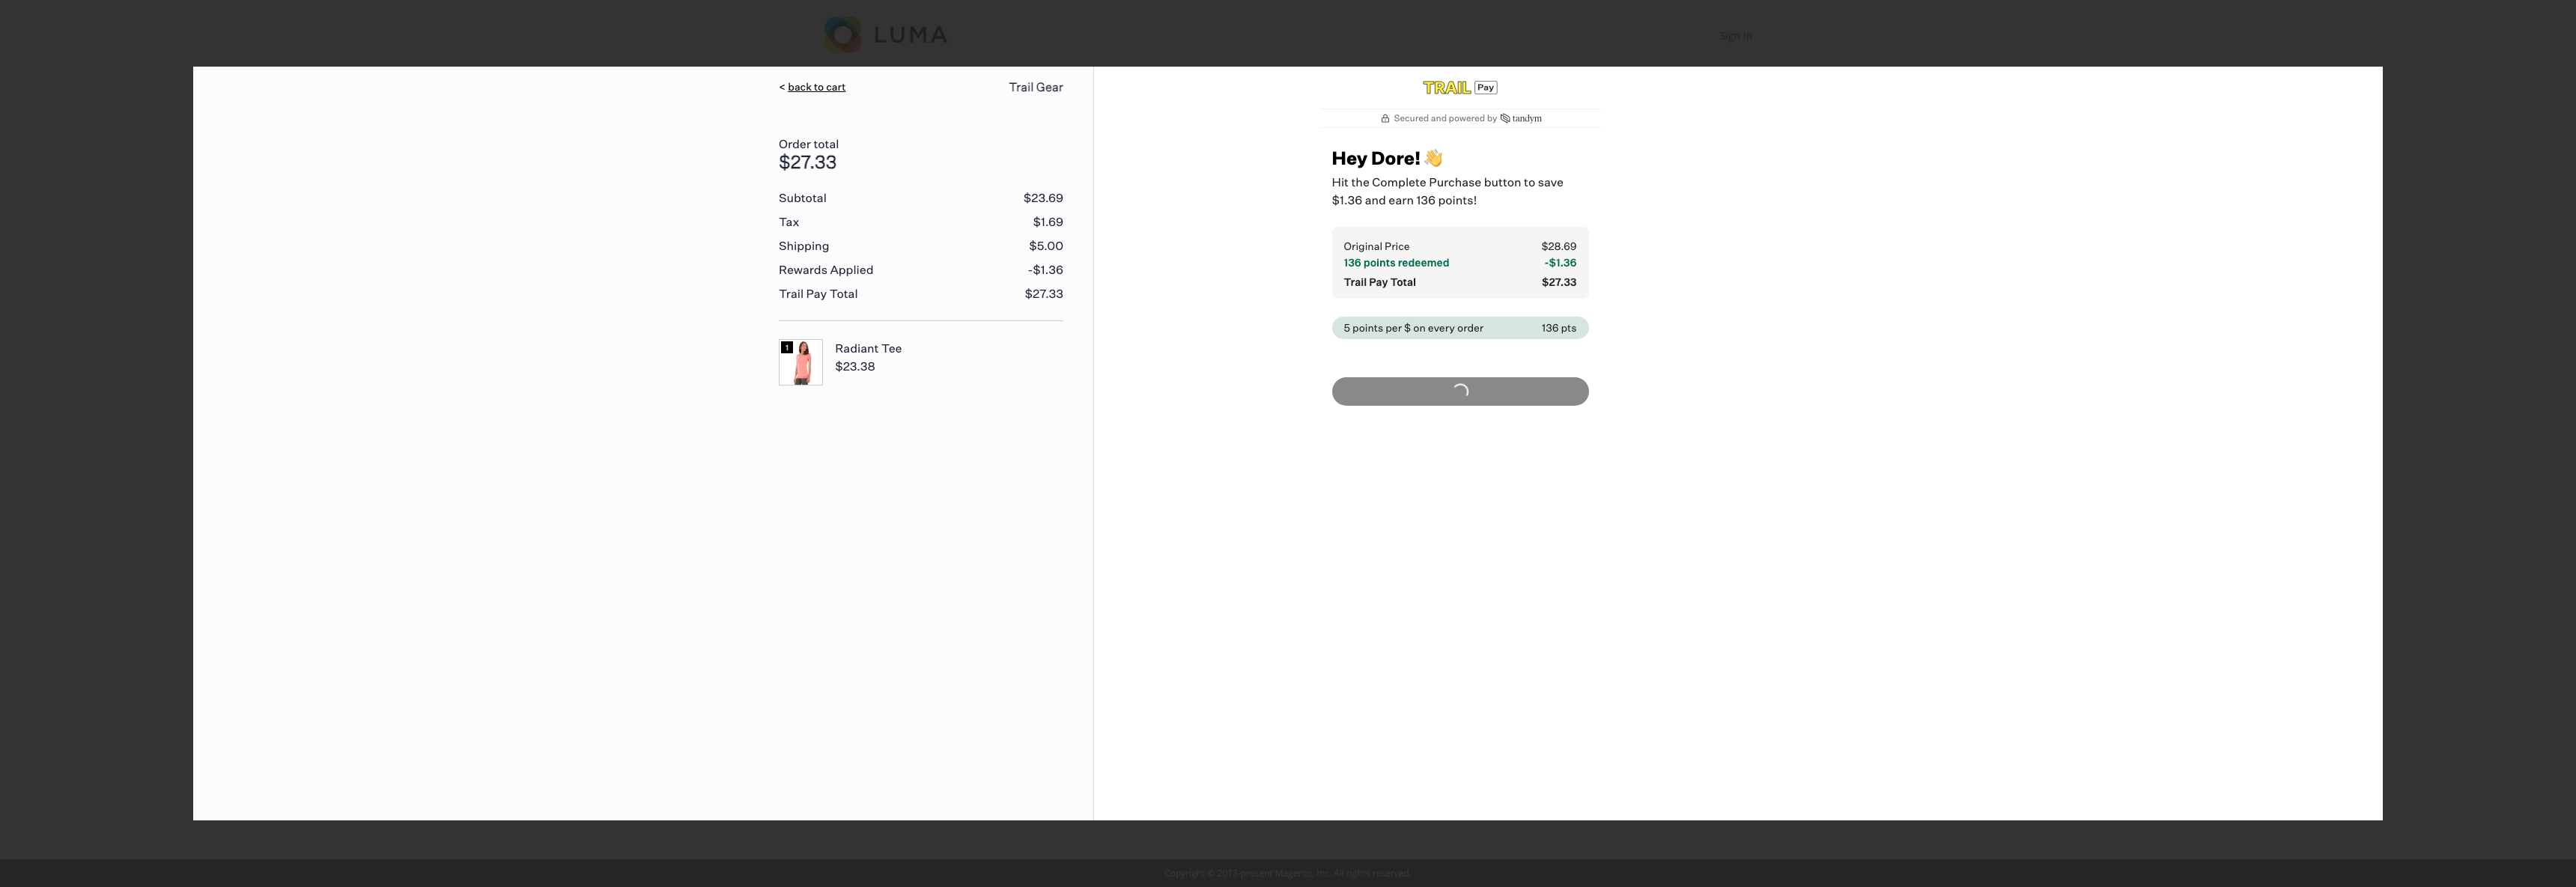 LUMA
Sign In
< back to cart
Trail Gear
Order total
$27.33
Subtotal $23.69
Tax $1.69
Shipping $5.00
Rewards Applied -$1.36
Trail Pay Total $27.33
1
Radiant Tee
$23.38
TRAIL Pay
Secured and powered by tandym
Hey Dore! 👋
Hit the Complete Purchase button to save
$1.36 and earn 136 points!
Original Price $28.69
136 points redeemed -$1.36
Trail Pay Total $27.33
5 points per $ on every order 136 pts
Copyright © 2013-present Magento, Inc. All rights reserved.